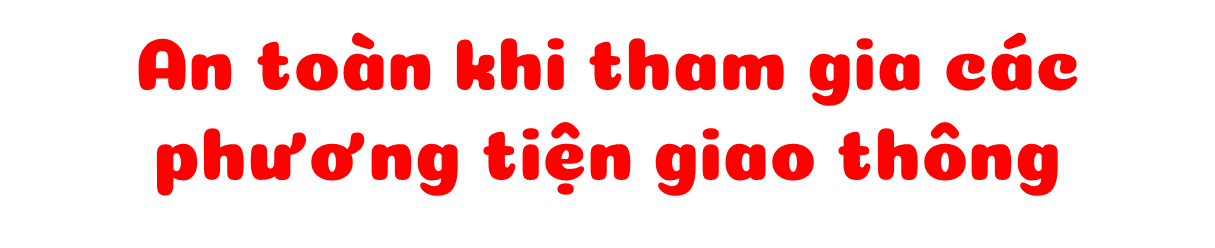 An toàn khi tham gia các
phương tiện giao thông